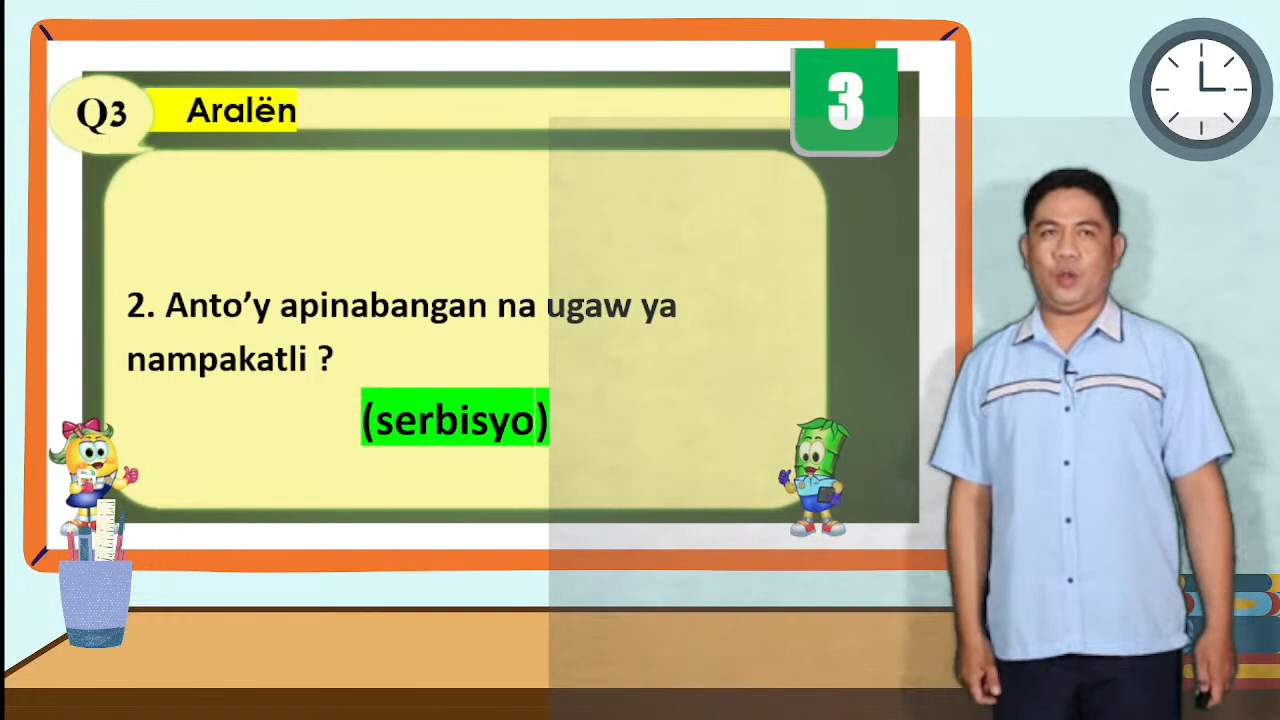 Q3
Aralën
3
2. Anto’y apinabangan na ugaw ya
nampakatli ?
(serbisyo)